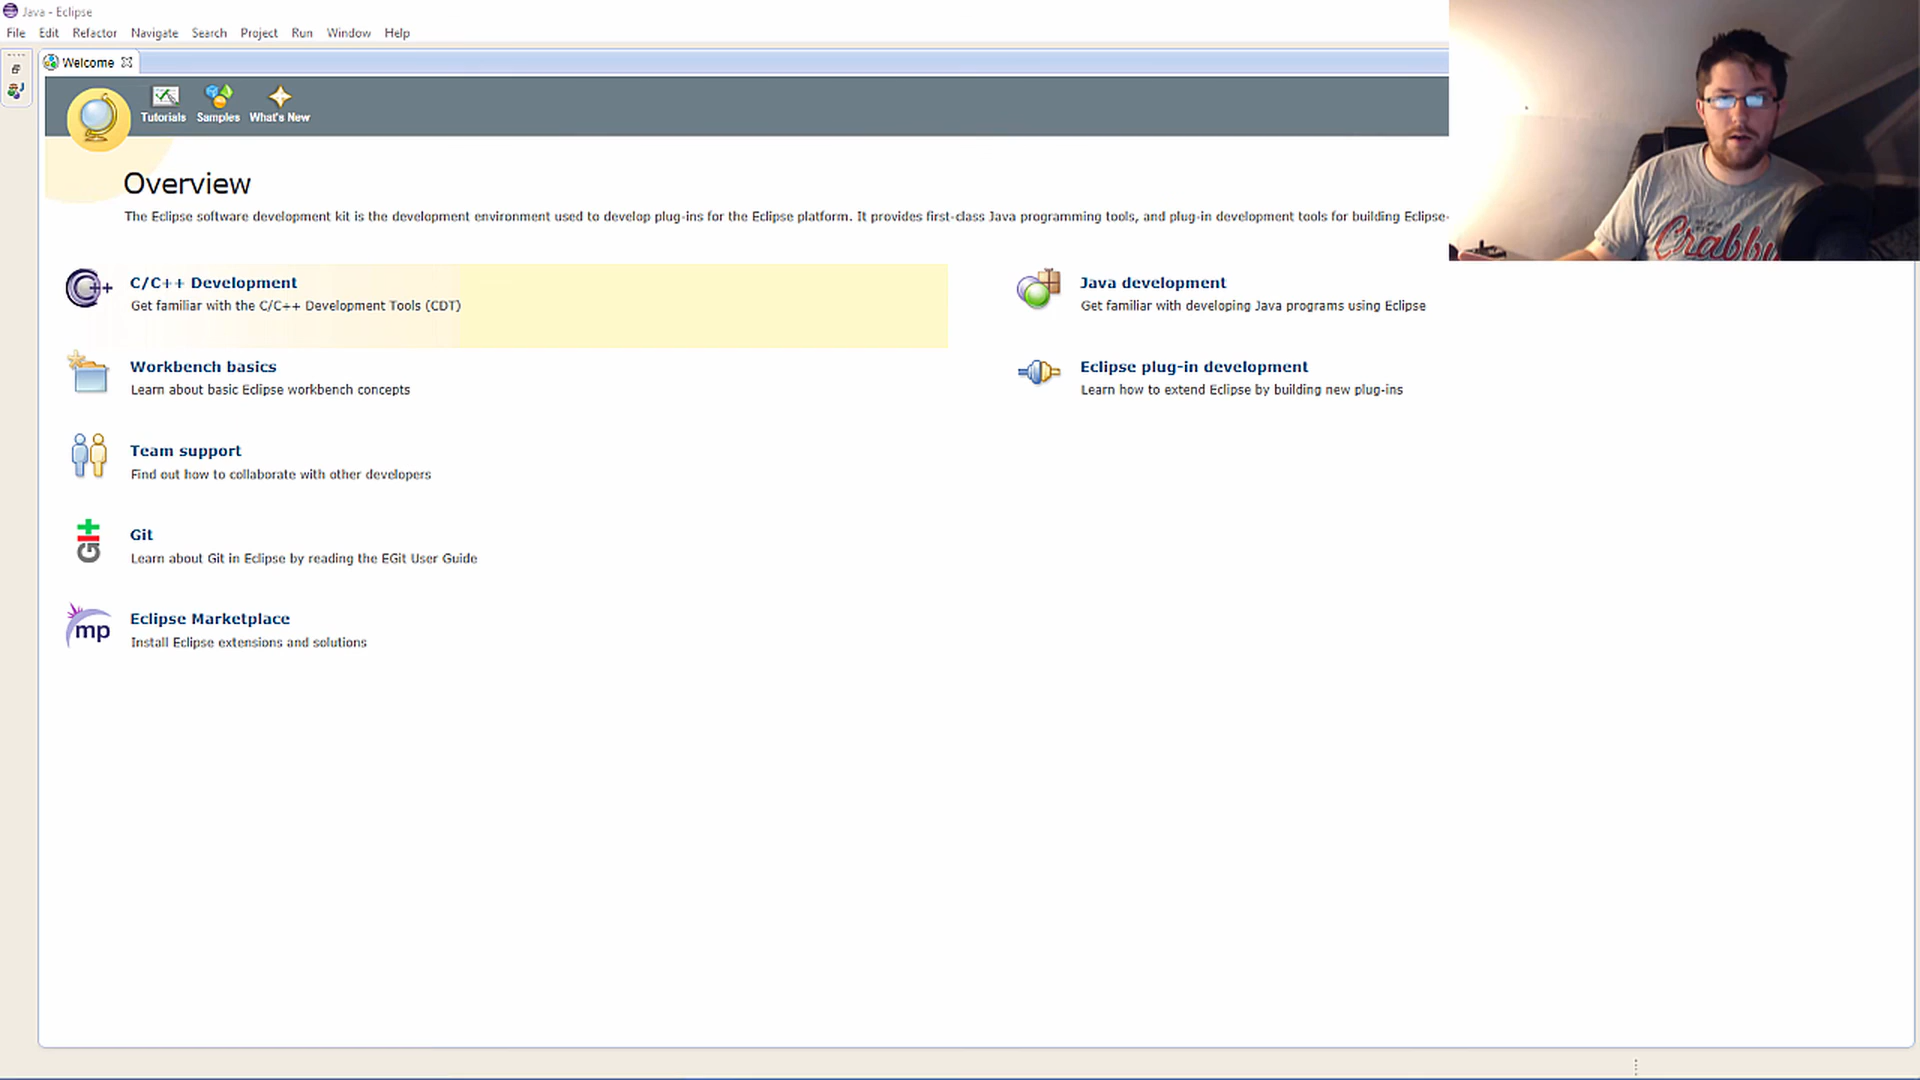 Java - Eclipse
File Edit Refactor Navigate Search Project Run Window Help
Welcome
Tutorials Samples What's New
Overview
The Eclipse software development kit is the development environment used to develop plug-ins for the Eclipse platform. It provides first-class Java programming tools, and plug-in development tools for building Eclipse-
C/C++ Development
Get familiar with the C/C++ Development Tools (CDT)
Java development
Get familiar with developing Java programs using Eclipse
Workbench basics
Learn about basic Eclipse workbench concepts
Eclipse plug-in development
Learn how to extend Eclipse by building new plug-ins
Team support
Find out how to collaborate with other developers
Git
Git
Learn about Git in Eclipse by reading the EGit User Guide
mp
Eclipse Marketplace
Install Eclipse extensions and solutions
Crabby